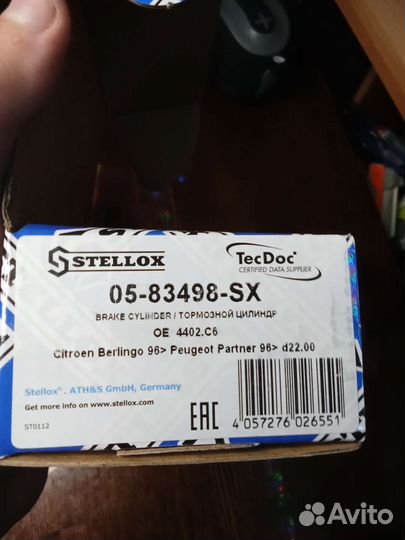 STELLOX
TecDoc
CERTIFIED DATA SUPPLIER
05-83498-SX
BRAKE CYLINDER / ТОРМОЗНОЙ ЦИЛИНДР
OE 4402.C6
Citroen Berlingo 96> Peugeot Partner 96> d22.00
Stellox® . ATH&S GmbH, Germany
Get more info on www.stellox.com
ST0112
EAC
4 057276 026551
Avito